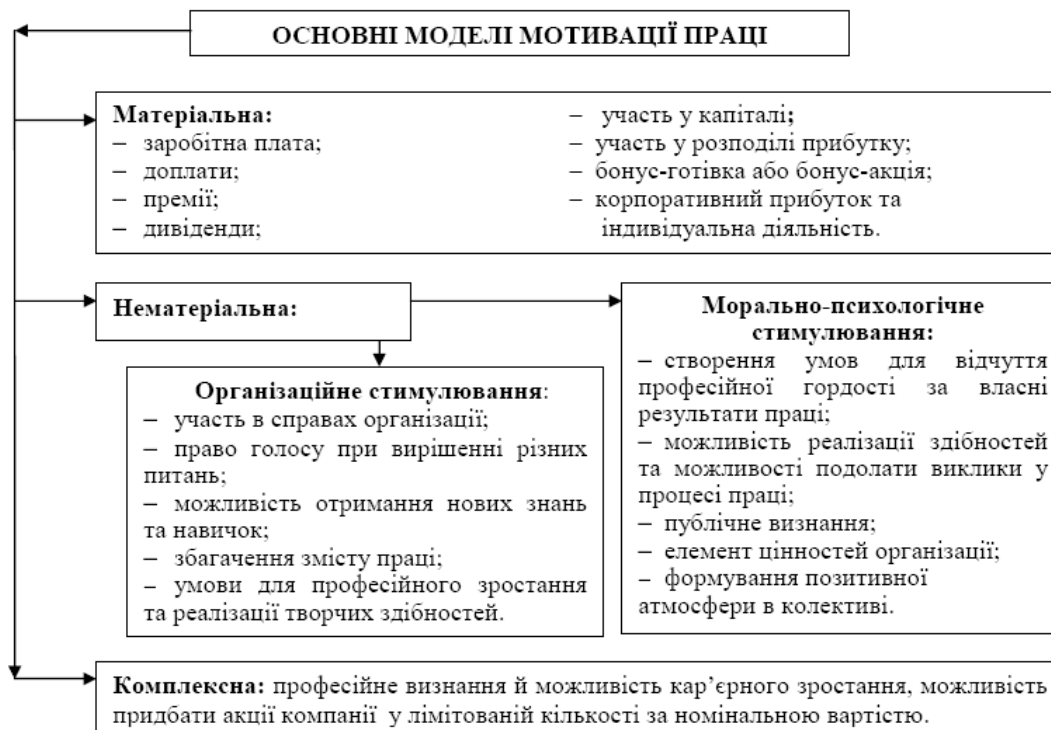 ОСНОВНІ МОДЕЛІ МОТИВАЦІЇ ПРАЦІ
Матеріальна:
– заробітна плата;
– доплати;
– премії;
– дивіденди;
– участь у капіталі;
– участь у розподілі прибутку;
– бонус-готівка або бонус-акція;
– корпоративний прибуток та
індивідуальна діяльність.
Нематеріальна:
Організаційне стимулювання:
– участь в справах організації;
– право голосу при вирішенні різних
питань;
– можливість отримання нових знань
та навичок;
– збагачення змісту праці;
– умови для професійного зростання
та реалізації творчих здібностей.
Морально-психологічне
стимулювання:
– створення умов для відчуття
професійної гордості за власні
результати праці;
– можливість реалізації здібностей
та можливості подолати виклики у
процесі праці;
– публічне визнання;
– елемент цінностей організації;
– формування позитивної
атмосфери в колективі.
Комплексна: професійне визнання й можливість кар’єрного зростання, можливість
придбати акції компанії у лімітованій кількості за номінальною вартістю.